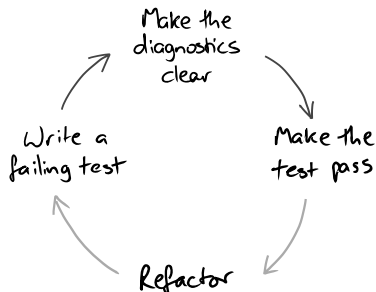 Make the
diagnostics
clear
Write a
failing test
Make the
test pass
Refactor